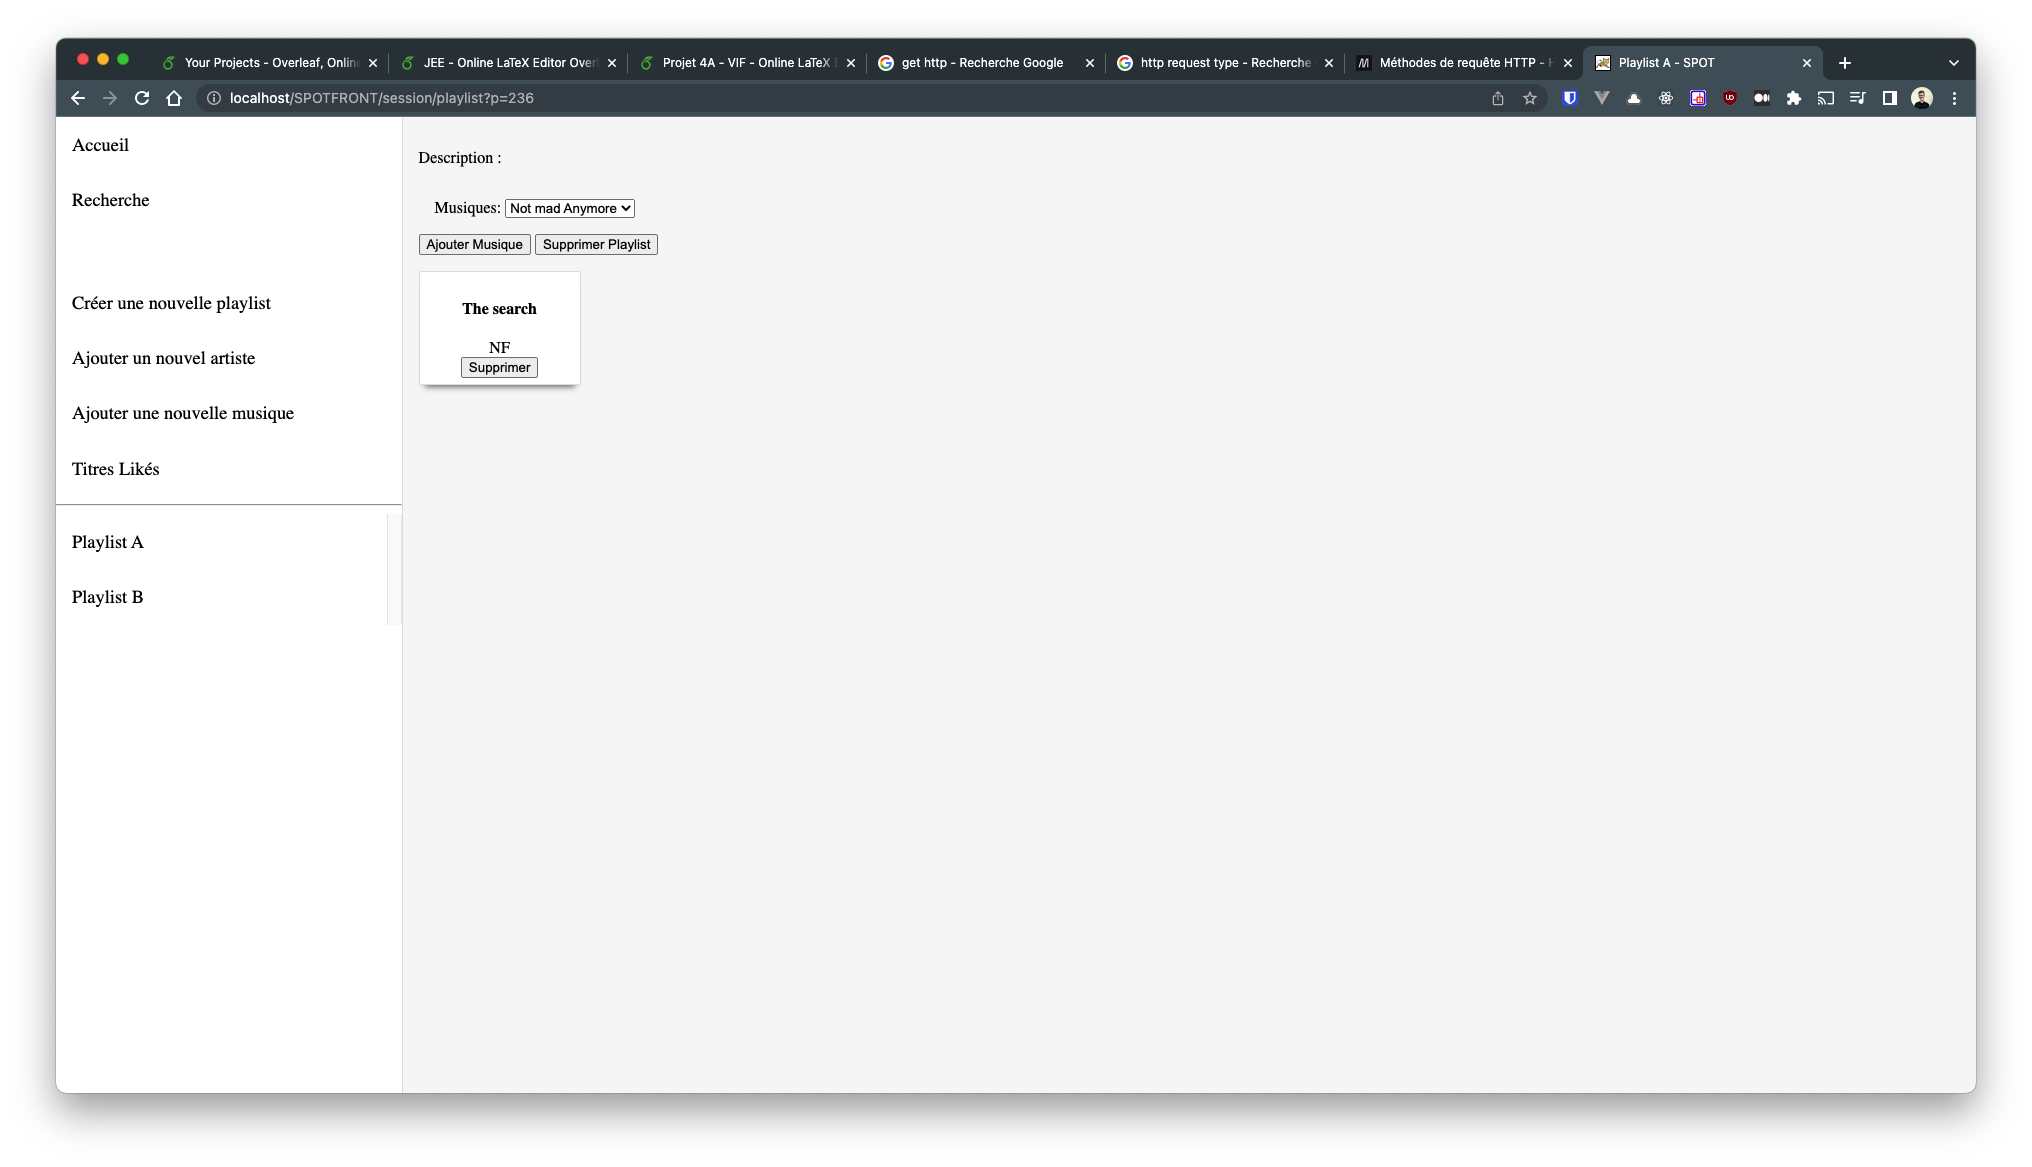 Your Projects - Overleaf, Onlin
JEE - Online LaTeX Editor Over
Projet 4A - VIF - Online LaTeX
get http - Recherche Google
http request type - Recherche
Méthodes de requête HTTP - H
Playlist A - SPOT
localhost/SPOTFRONT/session/playlist?p=236
Accueil
Recherche
Créer une nouvelle playlist
Ajouter un nouvel artiste
Ajouter une nouvelle musique
Titres Likés
Playlist A
Playlist B
Description :
Musiques: Not mad Anymore
Ajouter Musique Supprimer Playlist
The search
NF
Supprimer